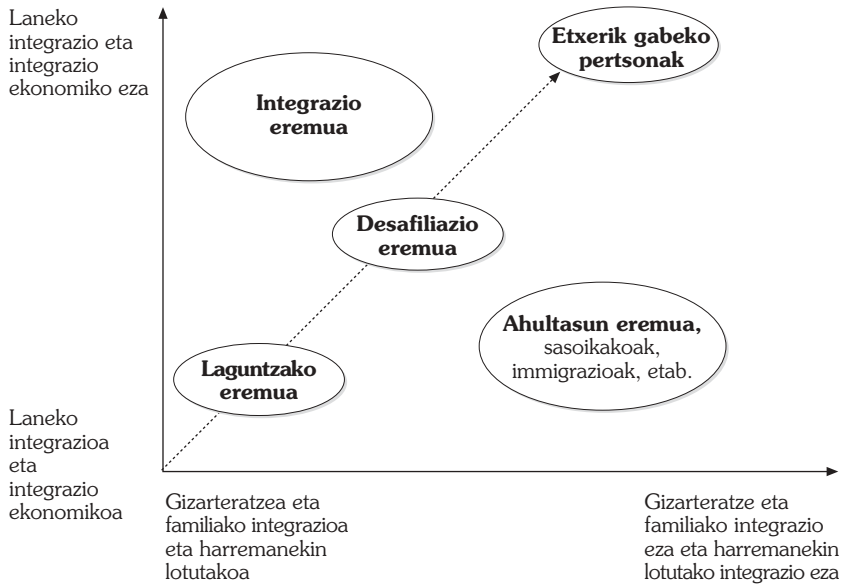 Laneko
integrazio eta
integrazio
ekonomiko eza
Etxerik gabeko
pertsonak
Integrazio
eremua
Desafiliazio
eremua
Ahultasun eremua,
sasoikakoak,
immigrazioak, etab.
Laguntzako
eremua
Laneko
integrazioa
eta
integrazio
ekonomikoa
Gizarteratzea eta
familiako integrazioa
eta harremanekin
lotutakoa
Gizarteratze eta
familiako integrazio
eza eta harremanekin
lotutako integrazio eza